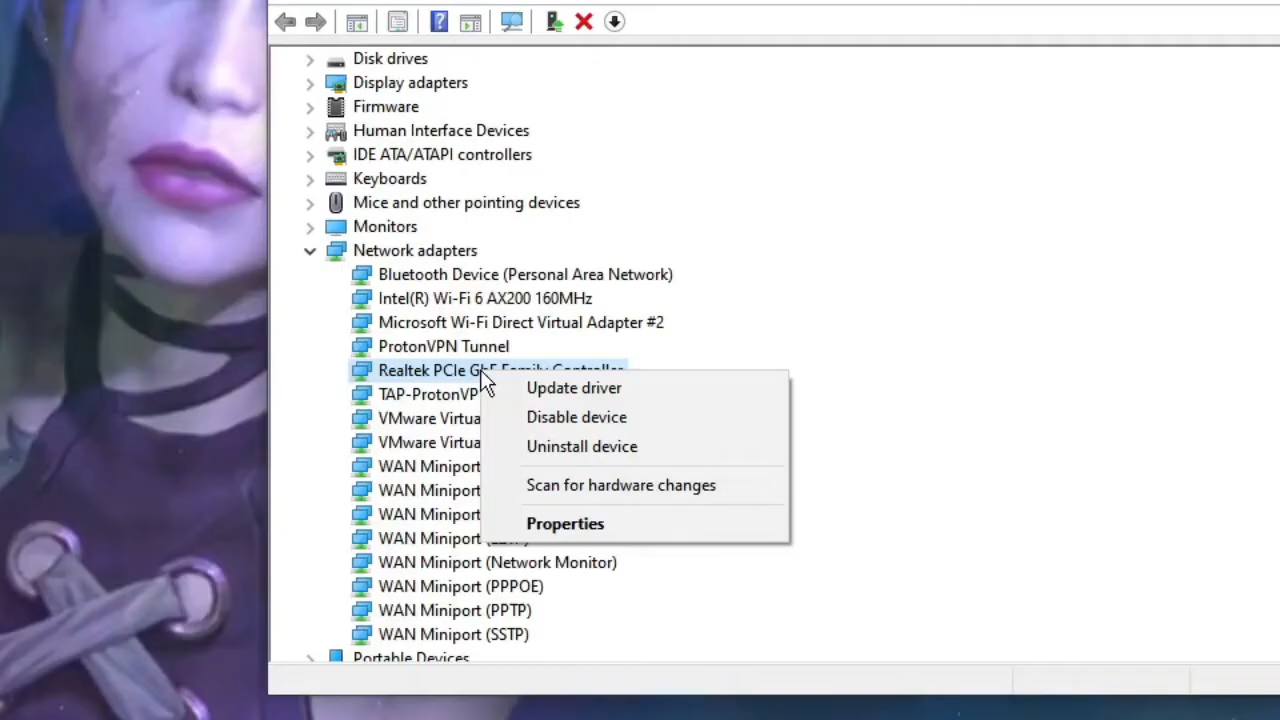 Disk drives
Display adapters
Firmware
Human Interface Devices
IDE ATA/ATAPI controllers
Keyboards
Mice and other pointing devices
Monitors
Network adapters
Bluetooth Device (Personal Area Network)
Intel(R) Wi-Fi 6 AX200 160MHz
Microsoft Wi-Fi Direct Virtual Adapter #2
ProtonVPN Tunnel
Realtek PCIe GbE Family Controller
TAP-ProtonVP
VMware Virtua
VMware Virtua
WAN Miniport
WAN Miniport
WAN Miniport
WAN Miniport
WAN Miniport (Network Monitor)
WAN Miniport (PPPOE)
WAN Miniport (PPTP)
WAN Miniport (SSTP)
Portable Devices
Update driver
Disable device
Uninstall device
Scan for hardware changes
Properties